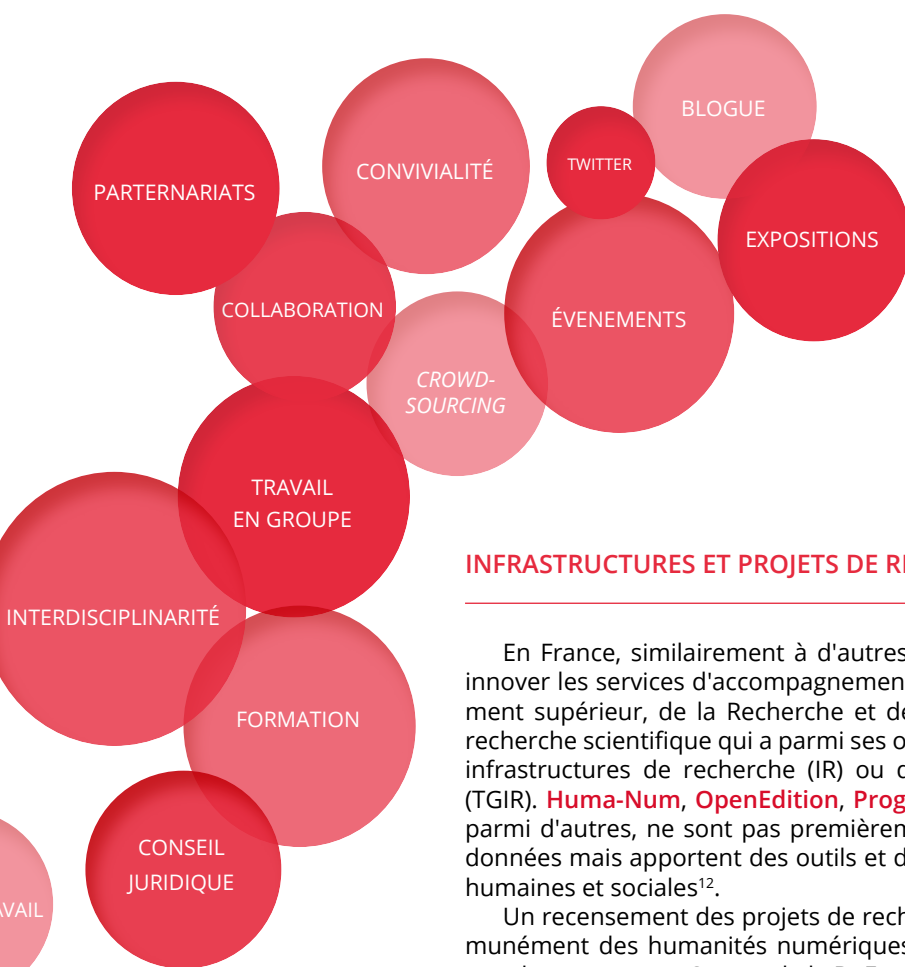 BLOGUE
TWITTER
CONVIVIALITÉ
PARTERNARIATS
EXPOSITIONS
COLLABORATION
ÉVENEMENTS
CROWD-
SOURCING
TRAVAIL
EN GROUPE
INTERDISCIPLINARITÉ
FORMATION
CONSEIL
JURIDIQUE
AVAIL
INFRASTRUCTURES ET PROJETS DE RE
En France, similairement à d'autres
innover les services d'accompagnemen
ment supérieur, de la Recherche et de
recherche scientifique qui a parmi ses o
infrastructures de recherche (IR) ou d
(TGIR). Huma-Num, OpenEdition, Prog
parmi d'autres, ne sont pas premièrem
données mais apportent des outils et d
humaines et sociales¹².
Un recensement des projets de rech
munément des humanités numériques